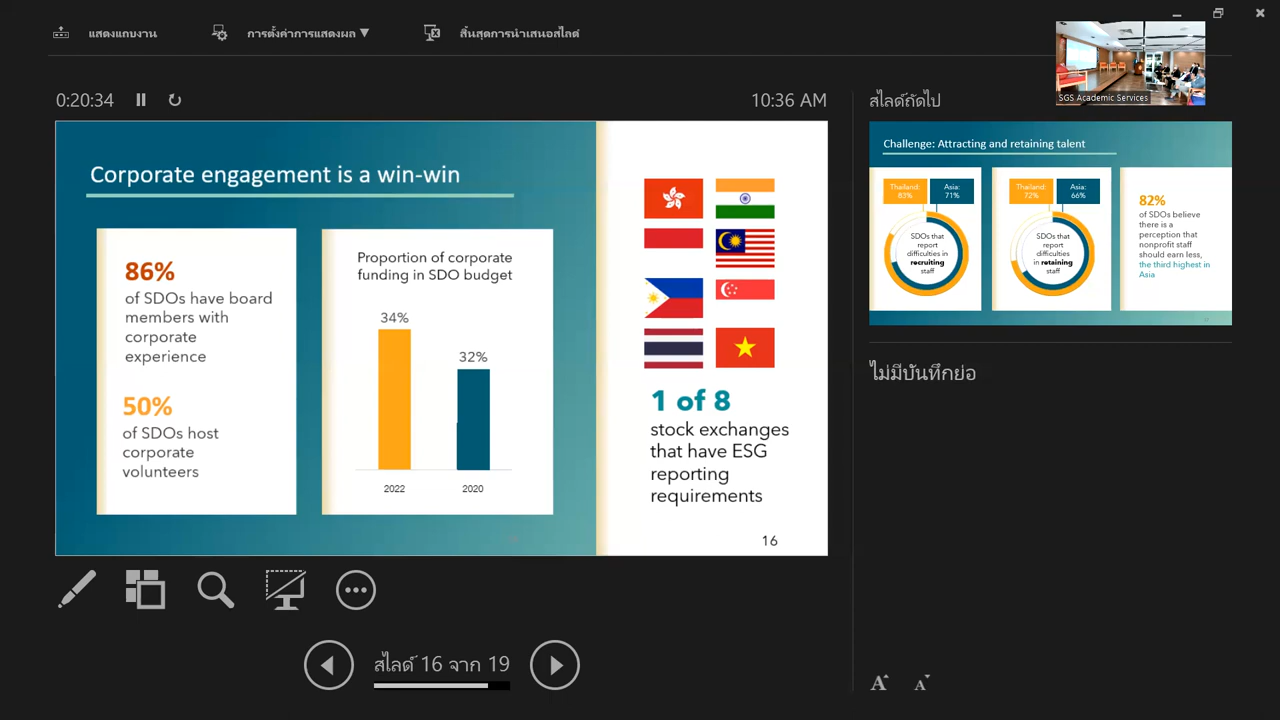 แสดงแถบงาน
การตั้งค่าการแสดงผล ▼
สิ้นสุดการนำเสนอสไลด์
SGS Academic Services
0:20:34
10:36 AM
Corporate engagement is a win-win
86%
of SDOs have board
members with
corporate
experience
50%
of SDOs host
corporate
volunteers
Proportion of corporate
funding in SDO budget
34%
32%
2022
2020
1 of 8
stock exchanges
that have ESG
reporting
requirements
16
สไลด์ 16 จาก 19
สไลด์ถัดไป
Challenge: Attracting and retaining talent
Thailand:
83%
Asia:
71%
SDOs that
report
difficulties
in
recruiting
staff
Thailand:
72%
Asia:
66%
SDOs that
report
difficulties
in retaining
staff
82%
of SDOs believe
there is a
perception that
nonprofit staff
should earn less,
the third highest in
Asia
ไม่มีบันทึกย่อ
A A